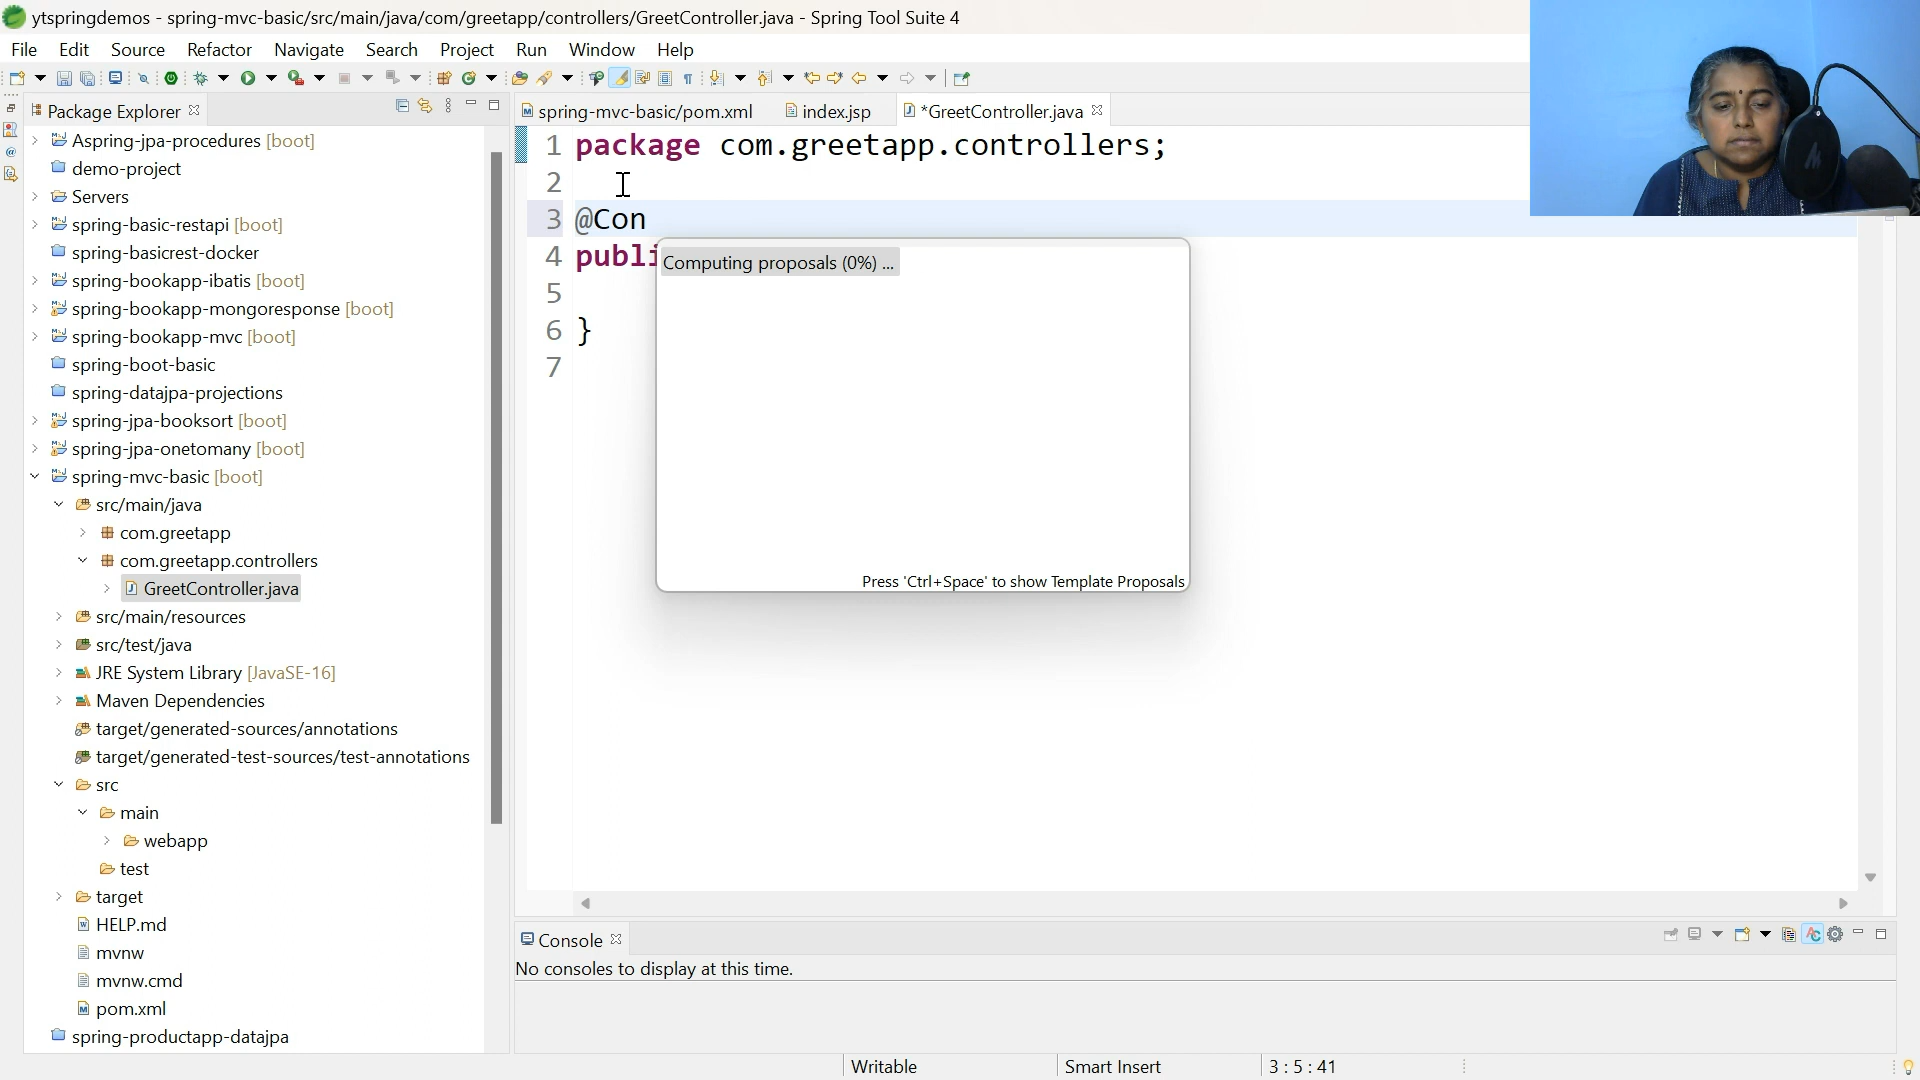 ytspringdemos - spring-mvc-basic/src/main/java/com/greetapp/controllers/GreetController.java - Spring Tool Suite 4
File Edit Source Refactor Navigate Search Project Run Window Help
Package Explorer
Aspring-jpa-procedures [boot]
demo-project
Servers
spring-basic-restapi [boot]
spring-basicrest-docker
spring-bookapp-ibatis [boot]
spring-bookapp-mongoresponse [boot]
spring-bookapp-mvc [boot]
spring-boot-basic
spring-datajpa-projections
spring-jpa-booksort [boot]
spring-jpa-onetomany [boot]
spring-mvc-basic [boot]
src/main/java
com.greetapp
com.greetapp.controllers
GreetController.java
src/main/resources
src/test/java
JRE System Library [JavaSE-16]
Maven Dependencies
target/generated-sources/annotations
target/generated-test-sources/test-annotations
src
main
webapp
test
target
HELP.md
mvnw
mvnw.cmd
pom.xml
spring-productapp-datajpa
spring-mvc-basic/pom.xml index.jsp *GreetController.java
1 package com.greetapp.controllers;
2
3 @Con
4 publi
5
6 }
7
Computing proposals (0%) ...
Press 'Ctrl+Space' to show Template Proposals
Console
No consoles to display at this time.
Writable Smart Insert 3 : 5 : 41